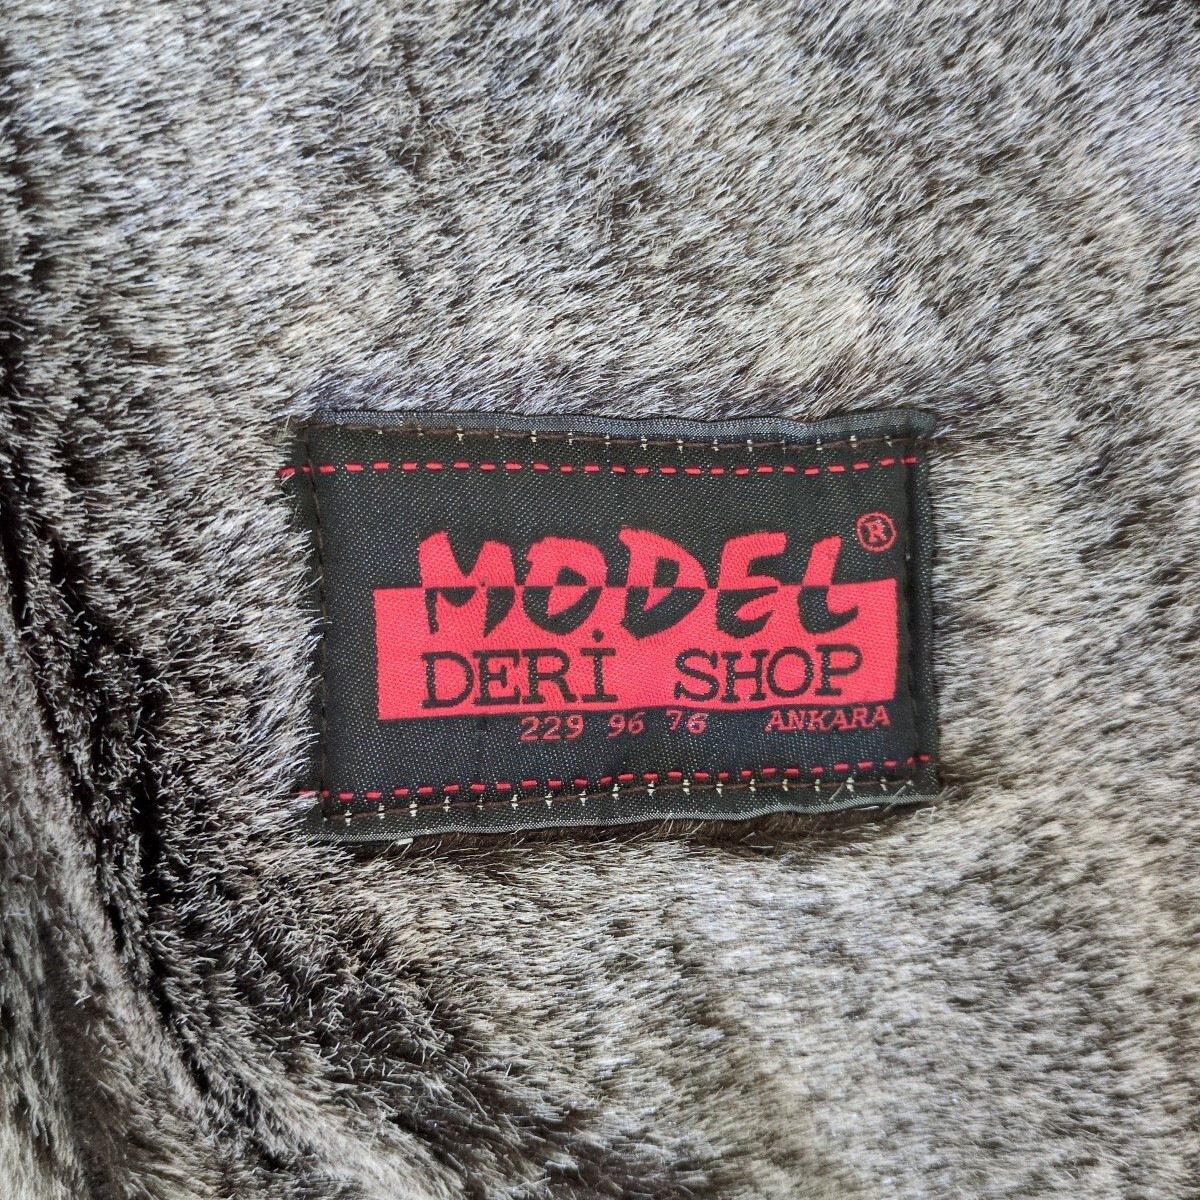 MODEL ®
DERİ SHOP
229 96 76 ANKARA